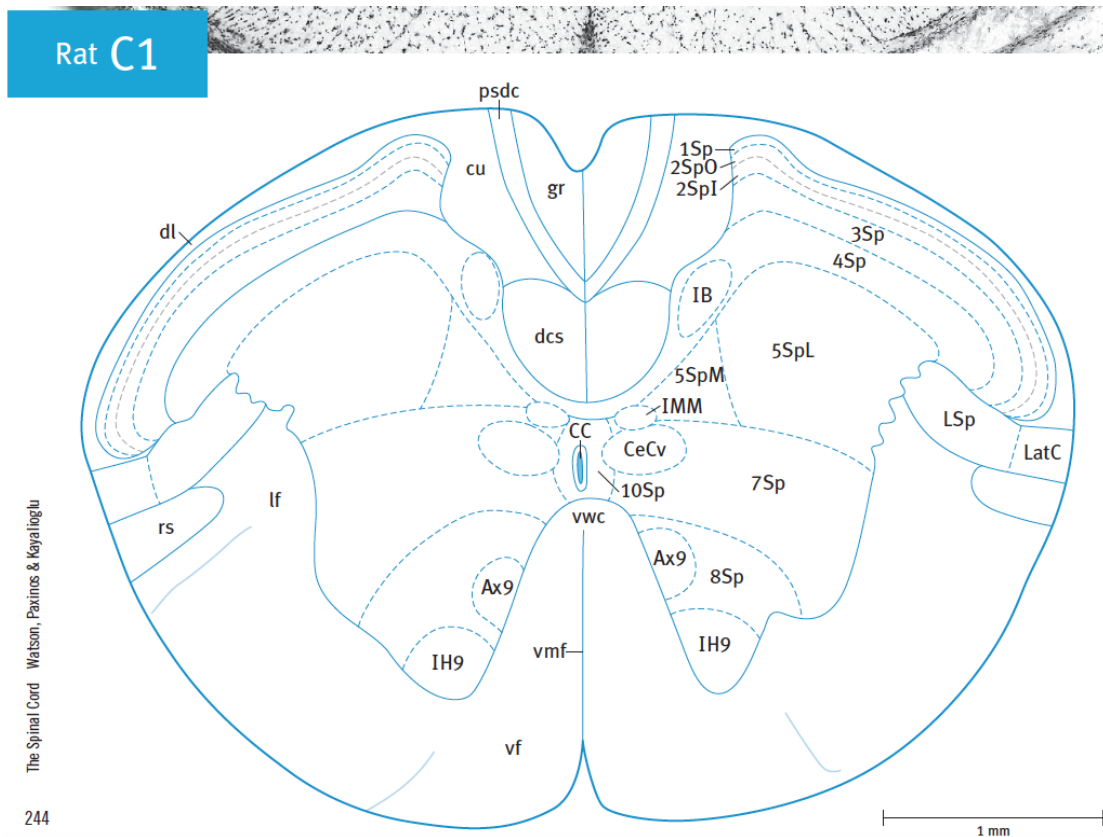 Rat C1
psdc
1Sp
2SpO
2SpI
cu
gr
dl
3Sp
4Sp
IB
dcs
5SpL
5SpM
IMM
LSp
CC
CeCv
LatC
10Sp
7Sp
lf
vwc
rs
Ax9
Ax9
8Sp
IH9
vmf
IH9
vf
The Spinal Cord Watson, Paxinos & Kayalioglu
244
1 mm